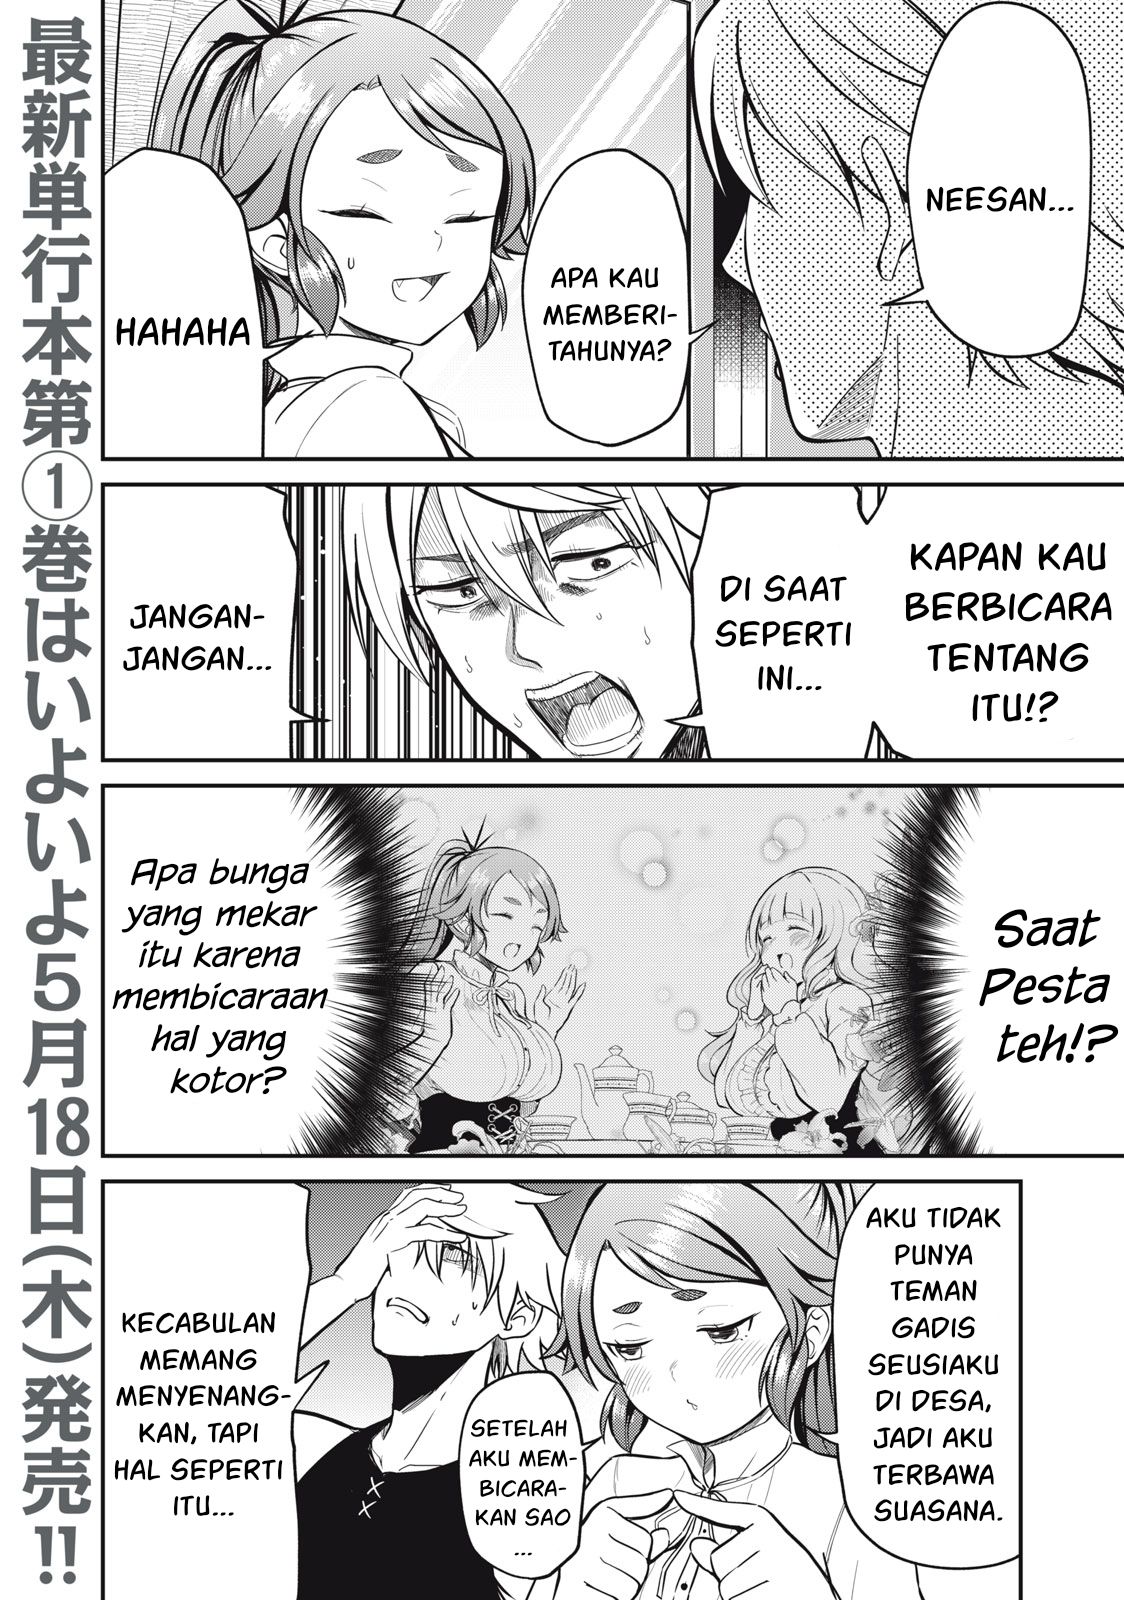 NEESAN...
APA KAU
MEMBERI-
TAHUNYA?
HAHAHA
KAPAN KAU
BERBICARA
TENTANG
ITU!?
DI SAAT
SEPERTI
INI...
JANGAN-
JANGAN...
Saat
Pesta
teh!?
Apa bunga
yang mekar
itu karena
membicaraan
hal yang
kotor?
AKU TIDAK
PUNYA
TEMAN
GADIS
SEUSIAKU
DI DESA,
JADI AKU
TERBAWA
SUASANA.
SETELAH
AKU MEM-
BICARA-
KAN SAO
...
KECABULAN
MEMANG
MENYENANG-
KAN, TAPI
HAL SEPERTI
ITU...
最新単行本第①巻はいよいよ5月18日(木)発売!!